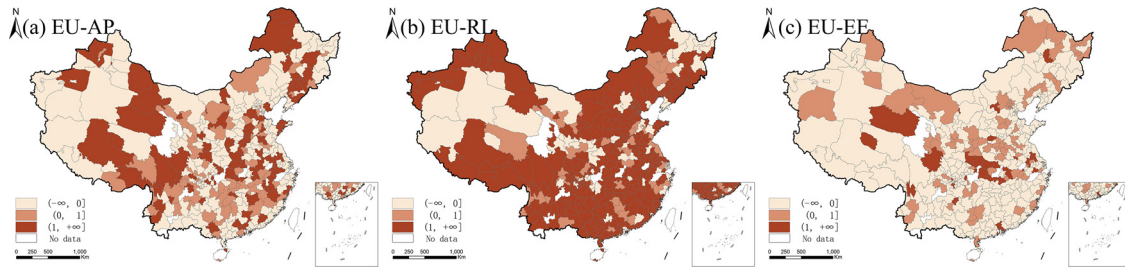 N
(a) EU-AP
(-∞, 0]
(0, 1]
(1, +∞]
No data
0 250 500 1,000
Km
N
(b) EU-RL
(-∞, 0]
(0, 1]
(1, +∞]
No data
0 250 500 1,000
Km
N
(c) EU-EE
(-∞, 0]
(0, 1]
(1, +∞]
No data
0 250 500 1,000
Km